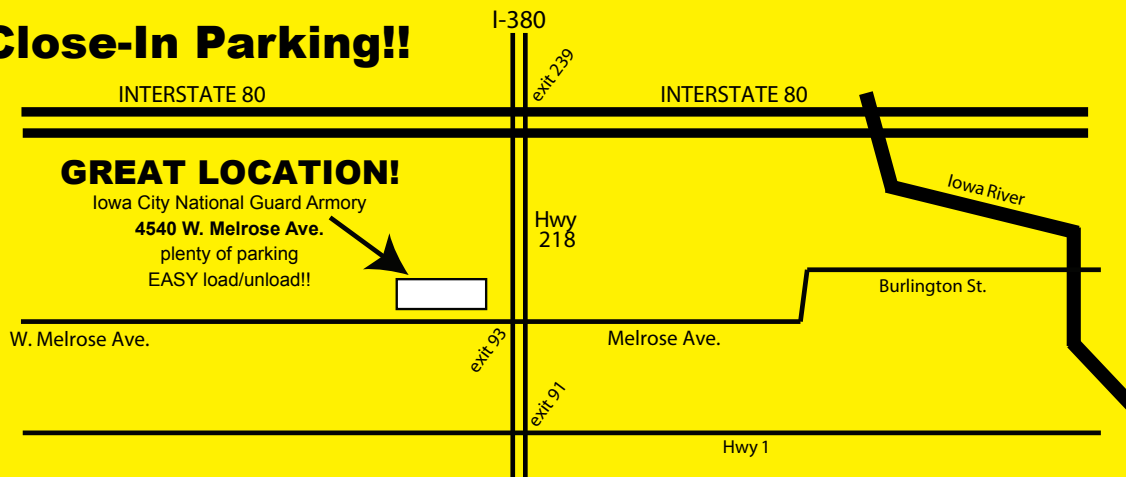 Close-In Parking!!
I-380
exit 239
INTERSTATE 80
INTERSTATE 80
GREAT LOCATION!
Iowa City National Guard Armory
4540 W. Melrose Ave.
plenty of parking
EASY load/unload!!
Hwy
218
Iowa River
Burlington St.
W. Melrose Ave.
exit 93
Melrose Ave.
exit 91
Hwy 1